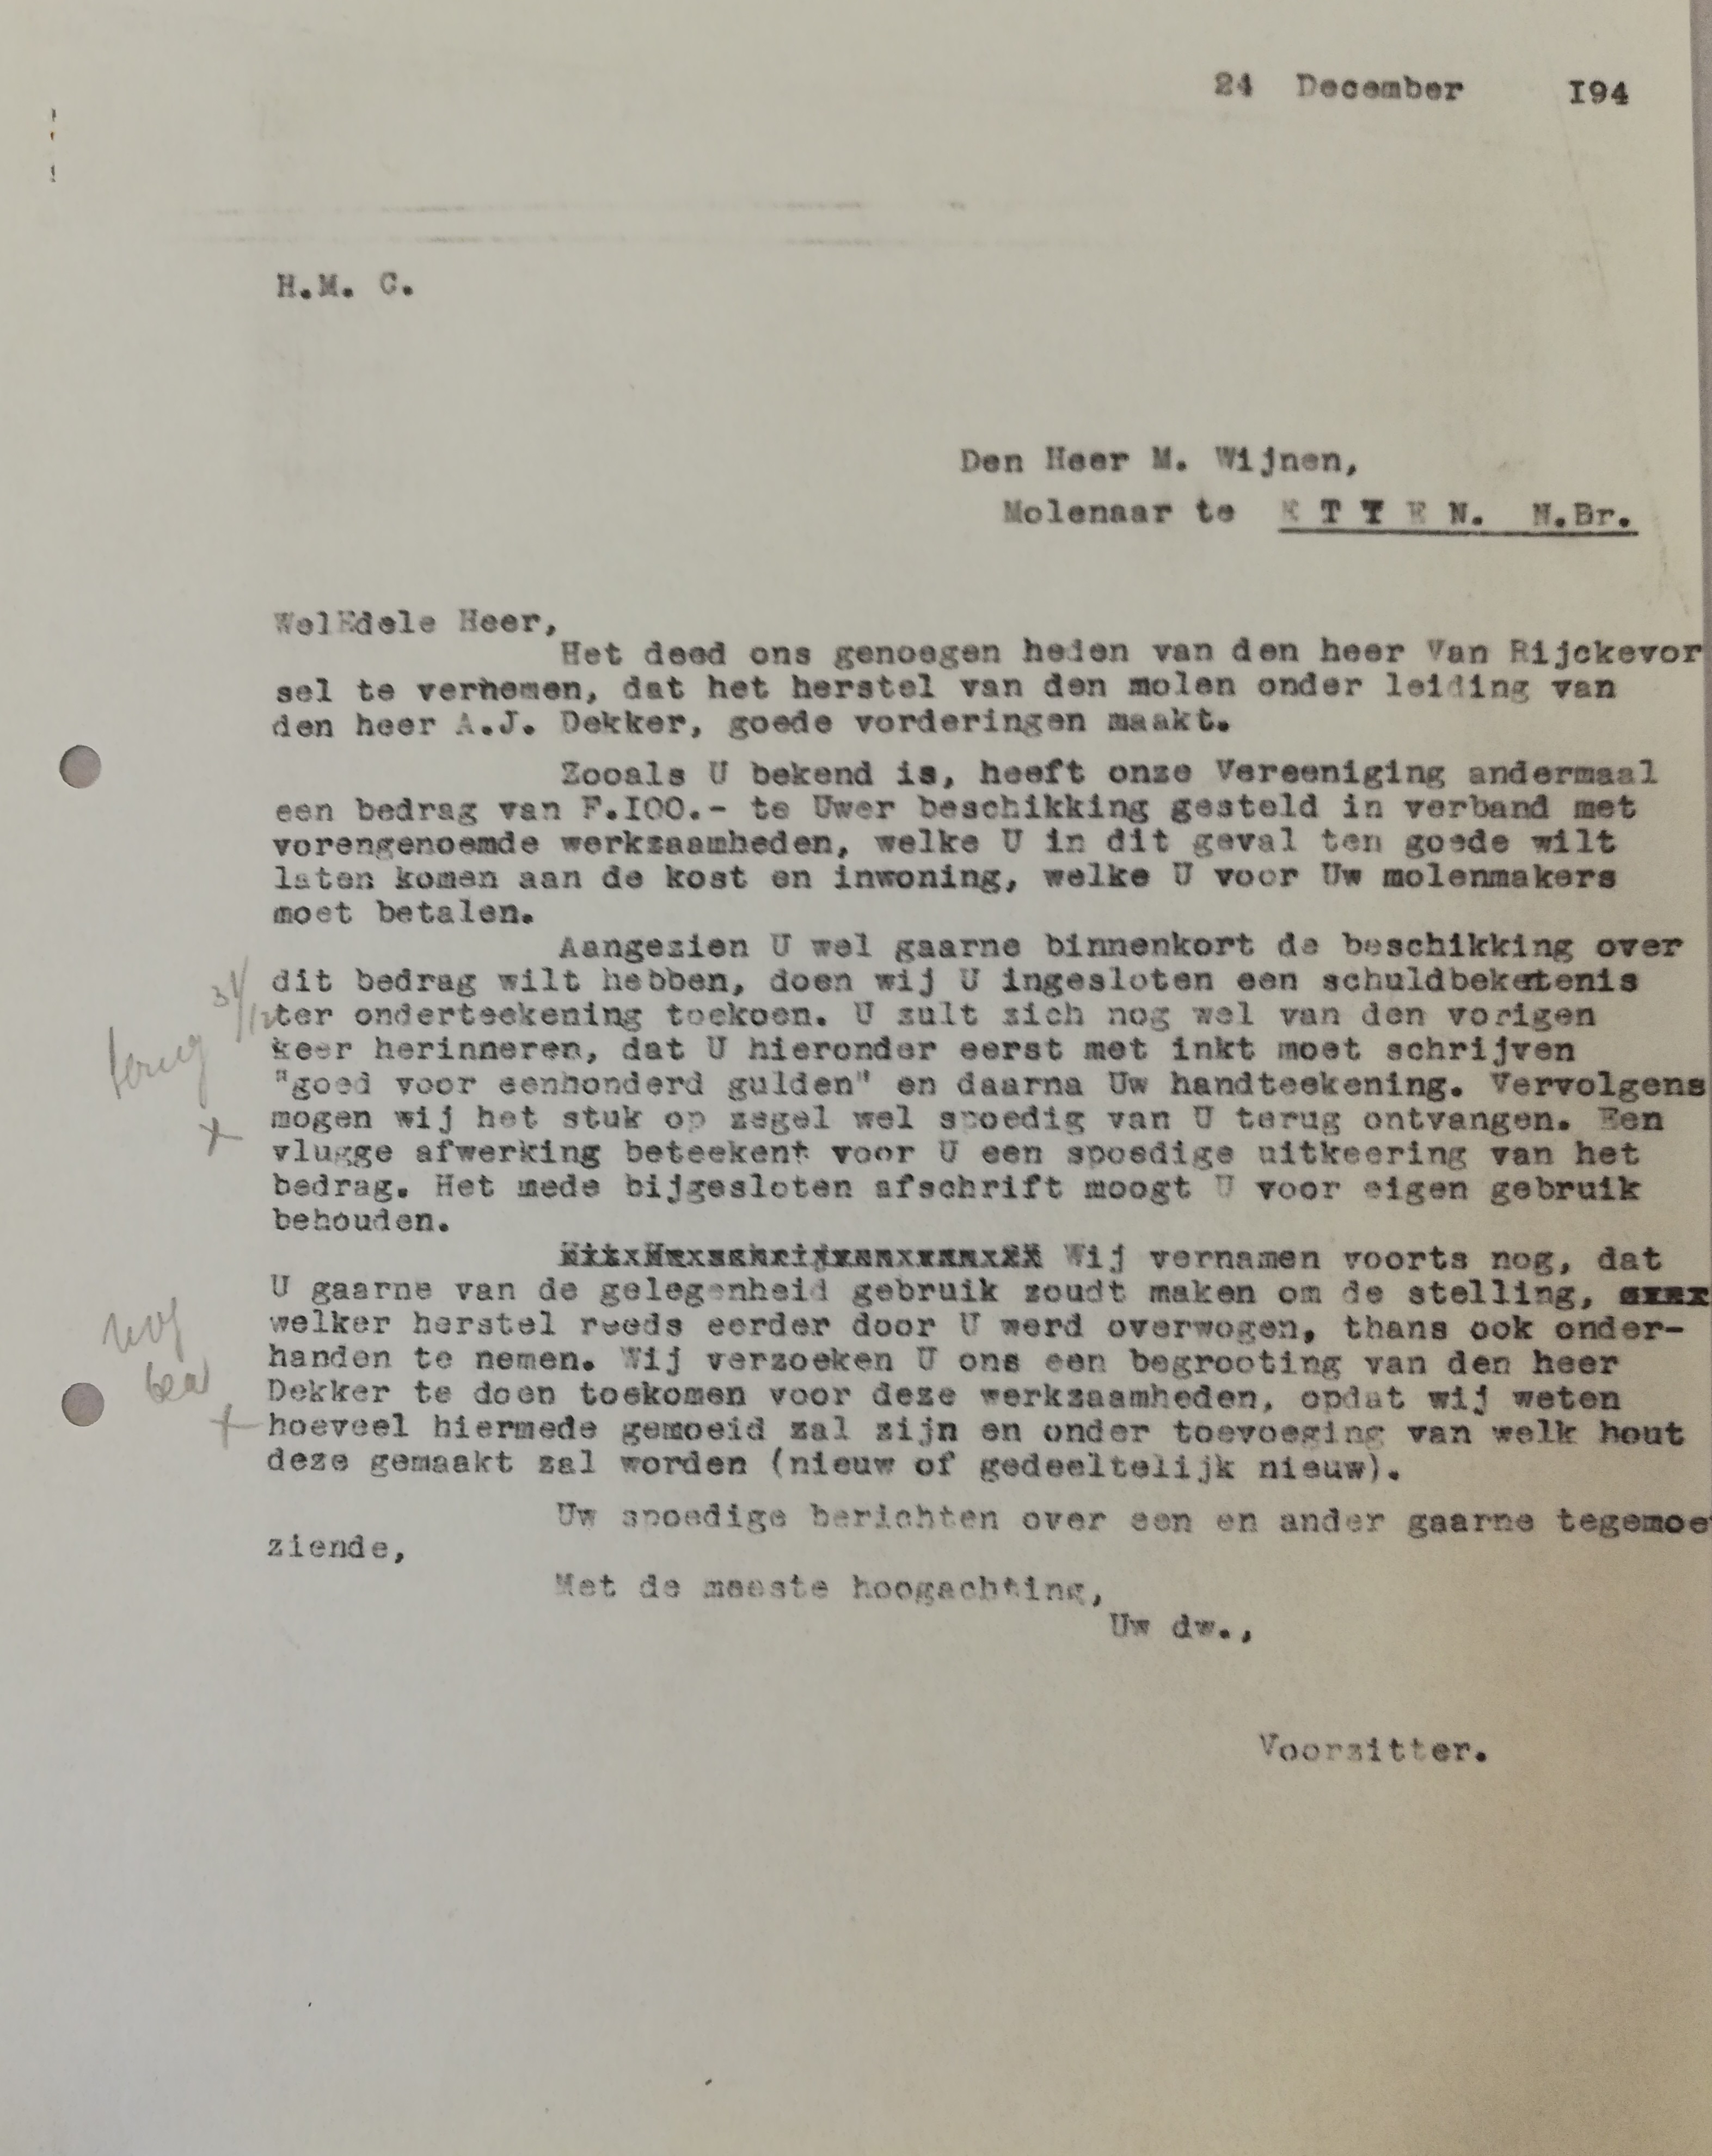 24 December I94
H.M. C.
Den Heer M. Wijnen,
Molenaar te E T T E N. N.Br.
WelEdele Heer,
Het deed ons genoegen heden van den heer Van Rijckevor
sel te vernemen, dat het herstel van den molen onder leiding van
den heer A.J. Dekker, goede vorderingen maakt.
Zooals U bekend is, heeft onze Vereeniging andermaal
een bedrag van F.IOO.- te Uwer beschikking gesteld in verband met
vorengenoemde werkzaamheden, welke U in dit geval ten goede wilt
laten komen aan de kost en inwoning, welke U voor Uw molenmakers
moet betalen.
Aangezien U wel gaarne binnenkort de beschikking over
dit bedrag wilt hebben, doen wij U ingesloten een schuldbeketenis
31/12 ter onderteekening toekoen. U zult zich nog wel van den vorigen
terug keer herinneren, dat U hieronder eerst met inkt moet schrijven
"goed voor eenhonderd gulden" en daarna Uw handteekening. Vervolgens
x mogen wij het stuk op zegel wel spoedig van U terug ontvangen. Een
vlugge afwerking beteekent voor U een spoedige uitkeering van het
bedrag. Het mede bijgesloten afschrift moogt U voor eigen gebruik
behouden.
Wij vernamen voorts nog, dat
U gaarne van de gelegenheid gebruik zoudt maken om de stelling,
welker herstel reeds eerder door U werd overwogen, thans ook onder-
handen te nemen. Wij verzoeken U ons een begrooting van den heer
Dekker te doen toekomen voor deze werkzaamheden, opdat wij weten
x hoeveel hiermede gemoeid zal zijn en onder toevoeging van welk hout
deze gemaakt zal worden (nieuw of gedeeltelijk nieuw).
Uw spoedige berichten over een en ander gaarne tegemoet
ziende,
Met de meeste hoogachting,
Uw dw.,
Voorzitter.